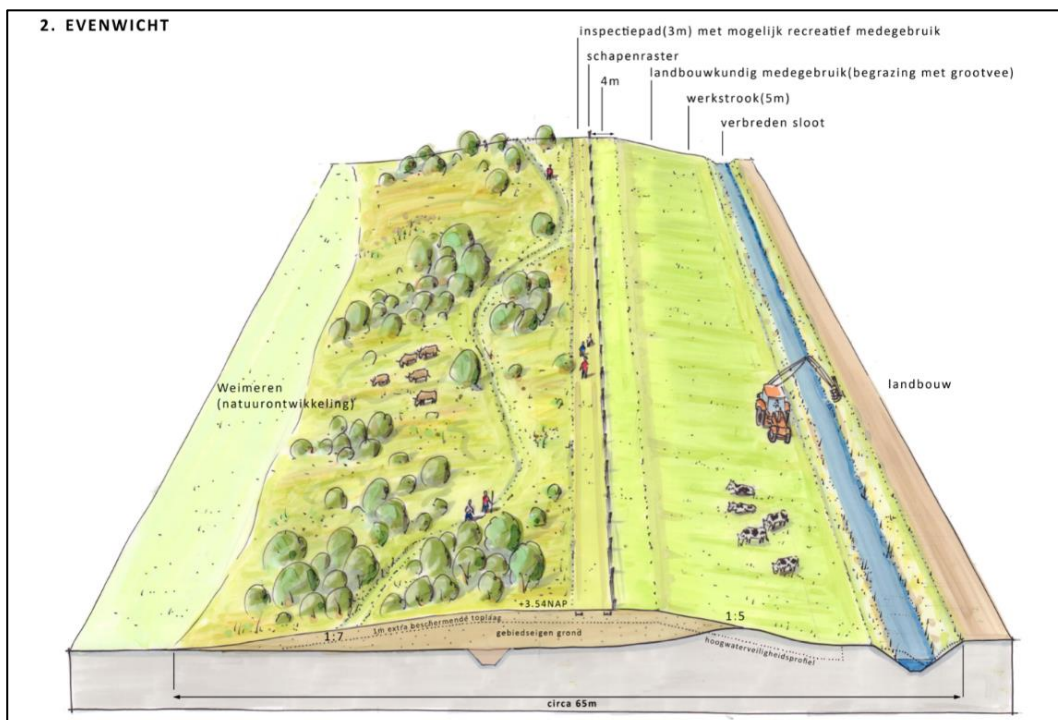 2. EVENWICHT
inspectiepad(3m) met mogelijk recreatief medegebruik
schapenraster
4m
landbouwkundig medegebruik(begrazing met grootvee)
werkstrook(5m)
verbreden sloot
Weimeren
(natuurontwikkeling)
landbouw
+3.54NAP
1:7
1m extra beschermende toplaag
1:5
gebiedseigen grond
hoogwaterveiligheidsprofiel
circa 65m